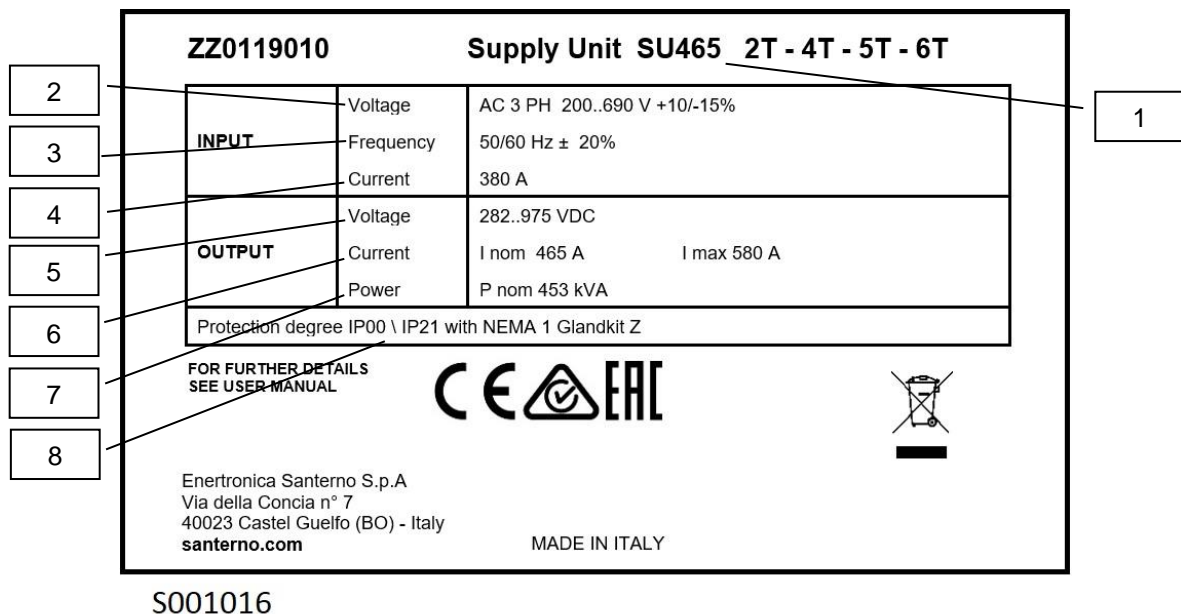 ZZ0119010 Supply Unit SU465 2T - 4T - 5T - 6T
2
1
Voltage AC 3 PH 200..690 V +10/-15%
3
INPUT Frequency 50/60 Hz ± 20%
Current 380 A
4
Voltage 282..975 VDC
5
OUTPUT Current I nom 465 A I max 580 A
Power P nom 453 kVA
6
Protection degree IP00 \ IP21 with NEMA 1 Glandkit Z
7
FOR FURTHER DETAILS
SEE USER MANUAL
CE EAC
8
Enertronica Santerno S.p.A
Via della Concia n° 7
40023 Castel Guelfo (BO) - Italy
santerno.com MADE IN ITALY
S001016